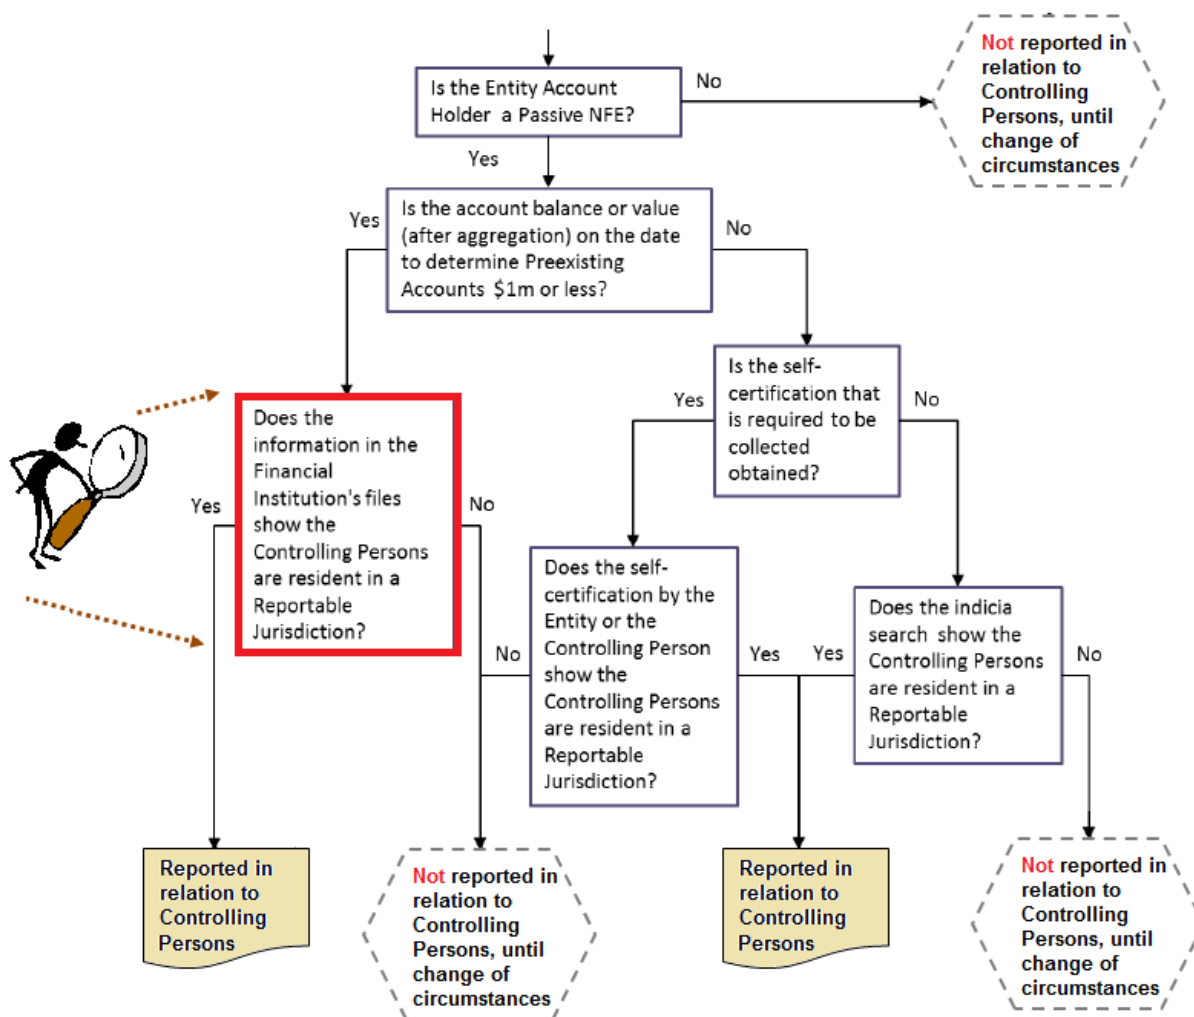 Not reported in
relation to
Controlling
Persons, until
change of
circumstances
Is the Entity Account
Holder a Passive NFE?
No
Yes
Is the account balance or value
(after aggregation) on the date
to determine Preexisting
Accounts $1m or less?
Yes
No
Is the self-
certification that
is required to be
collected
obtained?
Yes
No
Does the
information in the
Financial
Institution's files
show the
Controlling Persons
are resident in a
Reportable
Jurisdiction?
Yes
No
Does the self-
certification by the
Entity or the
Controlling Person
show the
Controlling Persons
are resident in a
Reportable
Jurisdiction?
No
Yes
Does the indicia
search show the
Controlling Persons
are resident in a
Reportable
Jurisdiction?
Yes
No
Reported in
relation to
Controlling
Persons
Not reported in
relation to
Controlling
Persons, until
change of
circumstances
Reported in
relation to
Controlling
Persons
Not reported in
relation to
Controlling
Persons, until
change of
circumstances